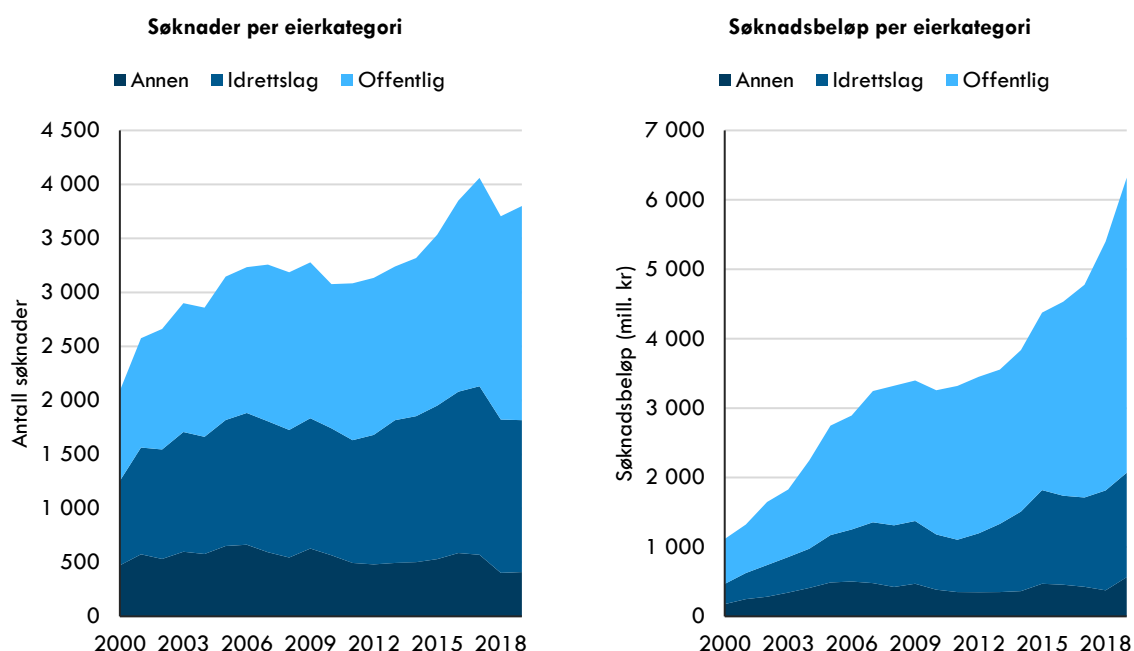 Søknader per eierkategori
Annen Idrettslag Offentlig
4 500
4 000
3 500
3 000
2 500
2 000
1 500
1 000
500
0
Antall søknader
2000 2003 2006 2009 2012 2015 2018
Søknadsbeløp per eierkategori
Annen Idrettslag Offentlig
7 000
6 000
5 000
4 000
3 000
2 000
1 000
0
Søknadsbeløp (mill. kr)
2000 2003 2006 2009 2012 2015 2018